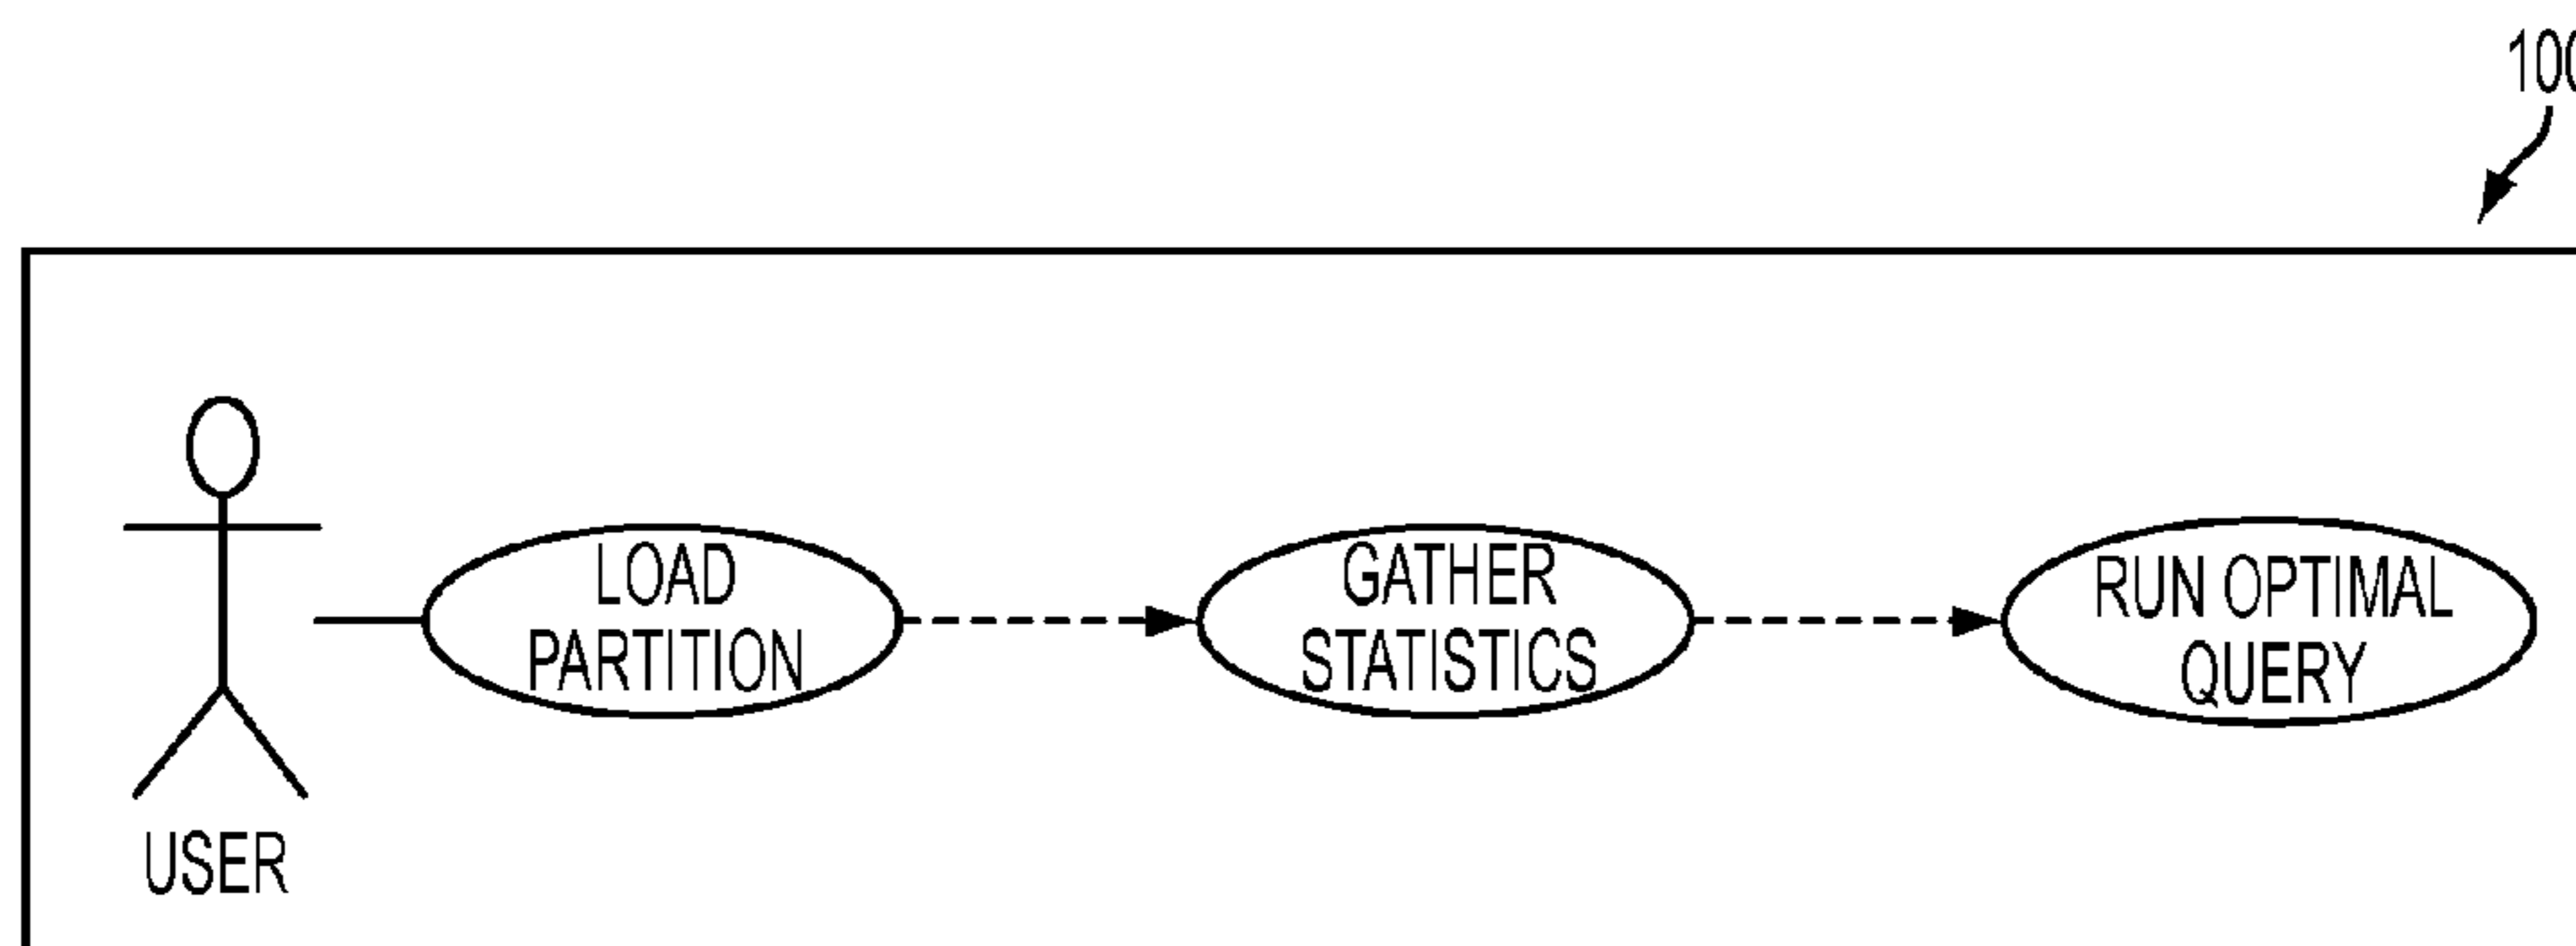 100
LOAD
PARTITION
GATHER
STATISTICS
RUN OPTIMAL
QUERY
USER